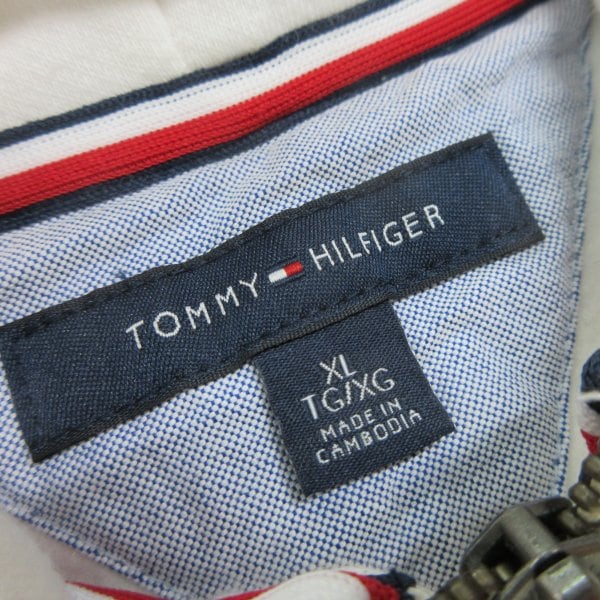 TOMMY HILFIGER
XL
TG/XG
MADE IN
CAMBODIA